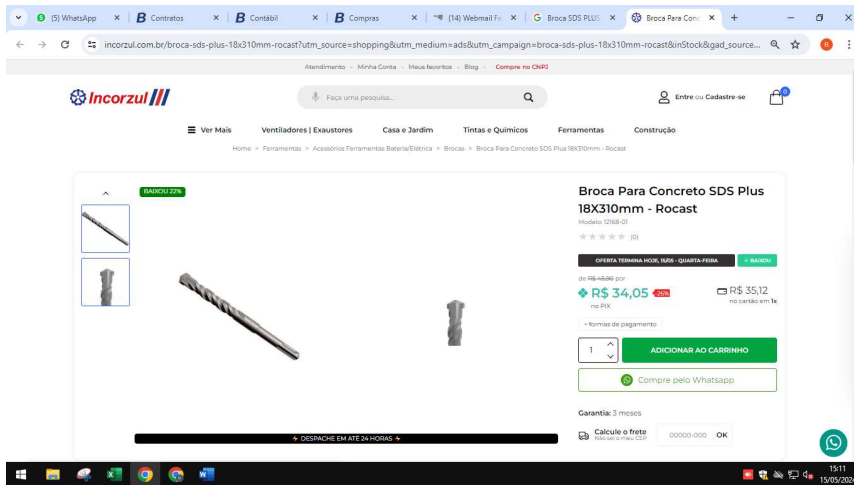 (5) WhatsApp
Contratos
Contábil
Compras
(14) Webmail Fe
Broca SDS PLUS
Broca Para Conc
incorzul.com.br/broca-sds-plus-18x310mm-rocast?utm_source=shopping&utm_medium=ads&utm_campaign=broca-sds-plus-18x310mm-rocast&inStock&gad_source...
R
Atendimento - Minha Conta - Meus favoritos - Blog - Compre no CNPJ
Incorzul
Faça uma pesquisa...
Entre ou Cadastre-se
0
Ver Mais Ventiladores | Exaustores Casa e Jardim Tintas e Químicos Ferramentas Construção
Home > Ferramentas > Acessórios Ferramentas Bateria/Elétrica > Brocas > Broca Para Concreto SDS Plus 18X310mm - Rocast
BAIXOU 22%
DESPACHE EM ATÉ 24 HORAS
Broca Para Concreto SDS Plus
18X310mm - Rocast
Modelo: 12168-01
(0)
OFERTA TERMINA HOJE, 15/05 - QUARTA-FEIRA
BAIXOU
de R$ 45,90 por
R$ 34,05 -26%
no PIX
R$ 35,12
no cartão em 1x
+ formas de pagamento
1
ADICIONAR AO CARRINHO
Compre pelo Whatsapp
Garantia: 3 meses
Calcule o frete
Não sei o meu CEP
00000-000 OK
15:11
15/05/2024